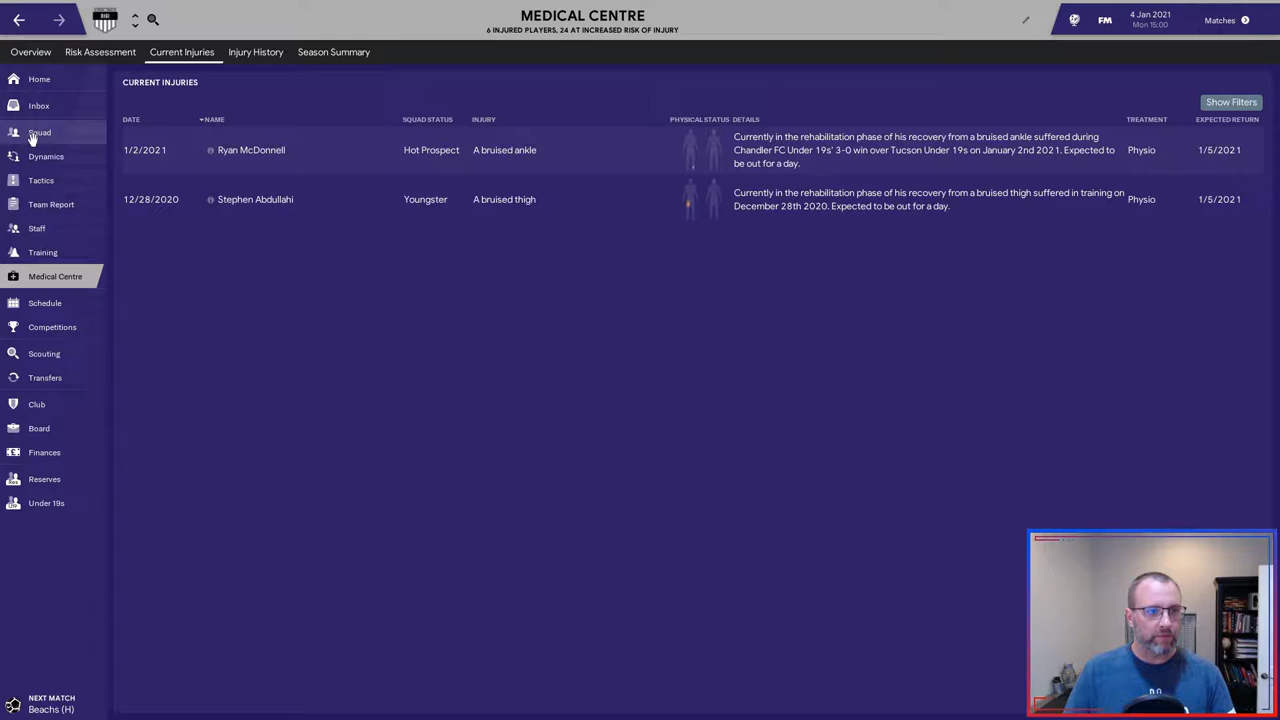 MEDICAL CENTRE
6 INJURED PLAYERS, 24 AT INCREASED RISK OF INJURY
FM
4 Jan 2021
Mon 15:00
Matches
Overview
Risk Assessment
Current Injuries
Injury History
Season Summary
Home
Inbox
Squad
Dynamics
Tactics
Team Report
Staff
Training
Medical Centre
Schedule
Competitions
Scouting
Transfers
Club
Board
Finances
Reserves
Under 19s
CURRENT INJURIES
Show Filters
DATE NAME SQUAD STATUS INJURY PHYSICAL STATUS DETAILS TREATMENT EXPECTED RETURN
1/2/2021 Ryan McDonnell Hot Prospect A bruised ankle
Currently in the rehabilitation phase of his recovery from a bruised ankle suffered during
Chandler FC Under 19s' 3-0 win over Tucson Under 19s on January 2nd 2021. Expected to
be out for a day.
Physio 1/5/2021
12/28/2020 Stephen Abdullahi Youngster A bruised thigh
Currently in the rehabilitation phase of his recovery from a bruised thigh suffered in training on
December 28th 2020. Expected to be out for a day.
Physio 1/5/2021
NEXT MATCH
Beachs (H)